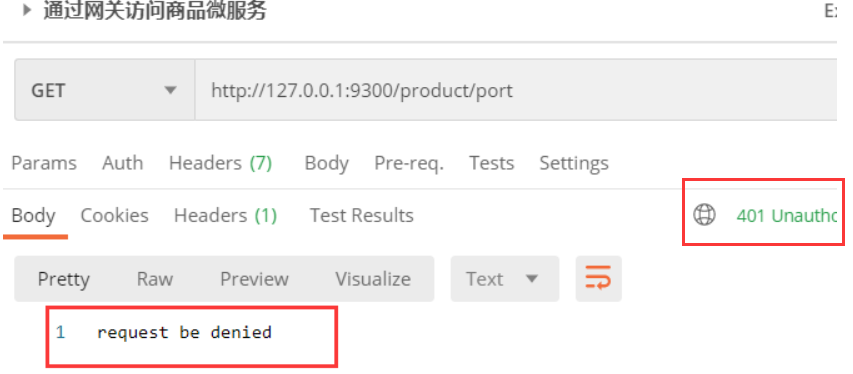 通过网关访问商品微服务
GET http://127.0.0.1:9300/product/port
Params Auth Headers (7) Body Pre-req. Tests Settings
Body Cookies Headers (1) Test Results 401 Unautho
Pretty Raw Preview Visualize Text
1 request be denied